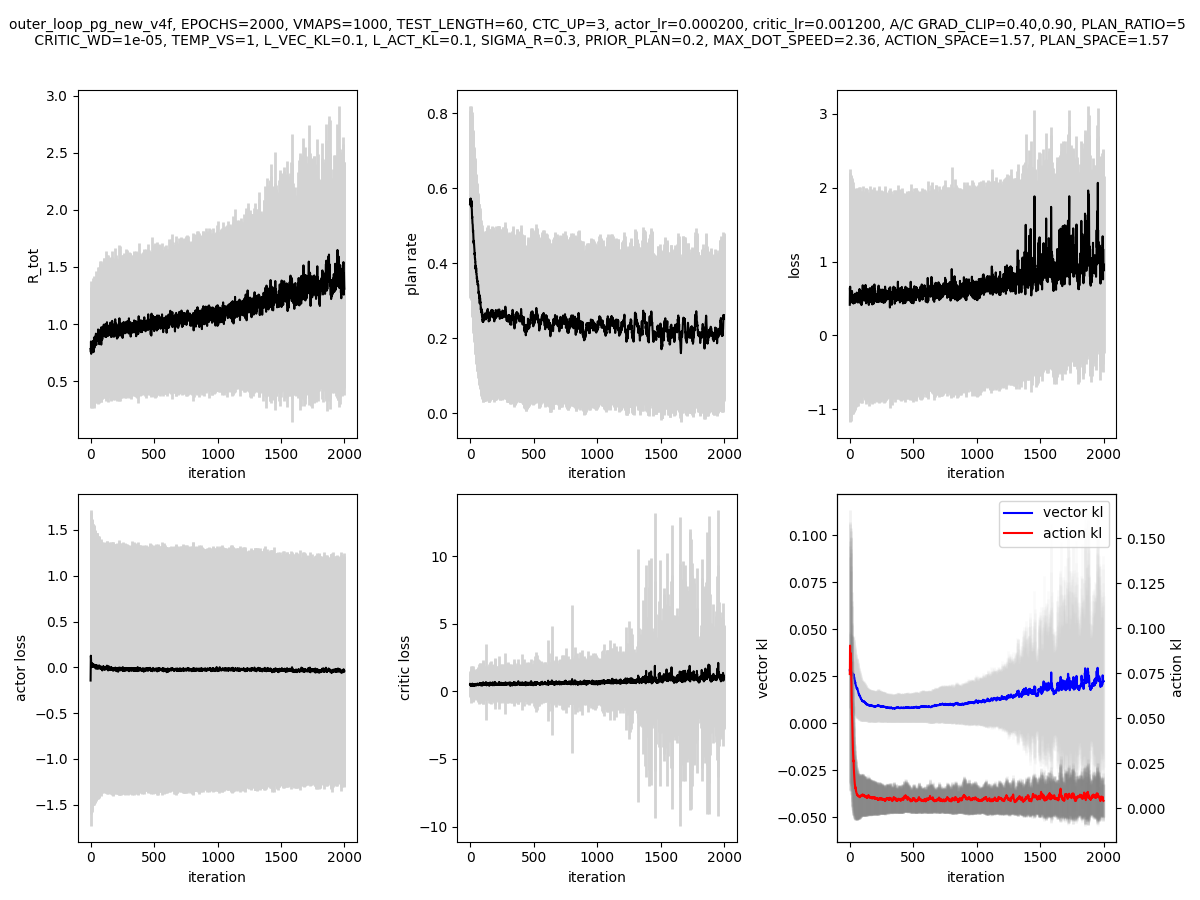 outer_loop_pg_new_v4f, EPOCHS=2000, VMAPS=1000, TEST_LENGTH=60, CTC_UP=3, actor_lr=0.000200, critic_lr=0.001200, A/C GRAD_CLIP=0.40,0.90, PLAN_RATIO=5
CRITIC_WD=1e-05, TEMP_VS=1, L_VEC_KL=0.1, L_ACT_KL=0.1, SIGMA_R=0.3, PRIOR_PLAN=0.2, MAX_DOT_SPEED=2.36, ACTION_SPACE=1.57, PLAN_SPACE=1.57
R_tot
3.0
2.5
2.0
1.5
1.0
0.5
0 500 1000 1500 2000
iteration
plan rate
0.8
0.6
0.4
0.2
0.0
0 500 1000 1500 2000
iteration
loss
3
2
1
0
−1
0 500 1000 1500 2000
iteration
actor loss
1.5
1.0
0.5
0.0
−0.5
−1.0
−1.5
0 500 1000 1500 2000
iteration
critic loss
10
5
0
−5
−10
0 500 1000 1500 2000
iteration
vector kl
0.100
0.075
0.050
0.025
0.000
−0.025
−0.050
vector kl
action kl
0.150
0.125
0.100
0.075
0.050
0.025
0.000
action kl
0 500 1000 1500 2000
iteration